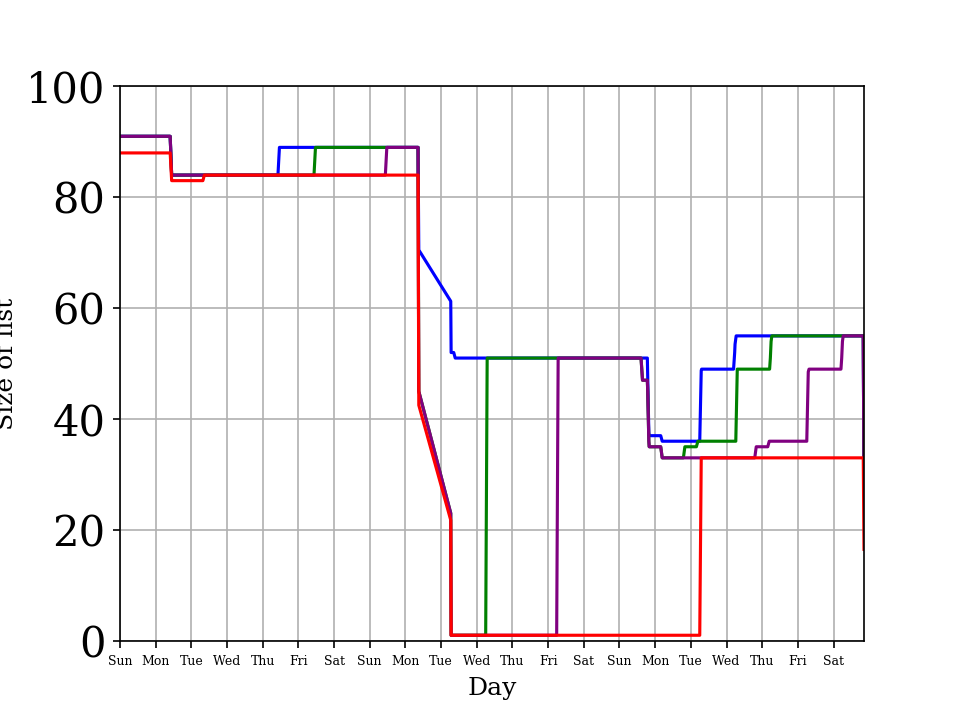 100
80
60
40
20
0
Size of list
Sun Mon Tue Wed Thu Fri Sat Sun Mon Tue Wed Thu Fri Sat Sun Mon Tue Wed Thu Fri Sat
Day